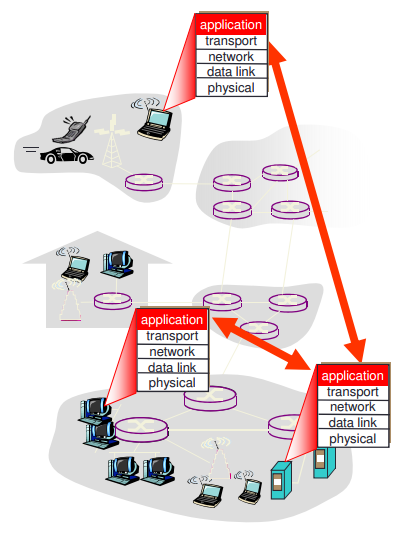 application
transport
network
data link
physical
application
transport
network
data link
physical
application
transport
network
data link
physical